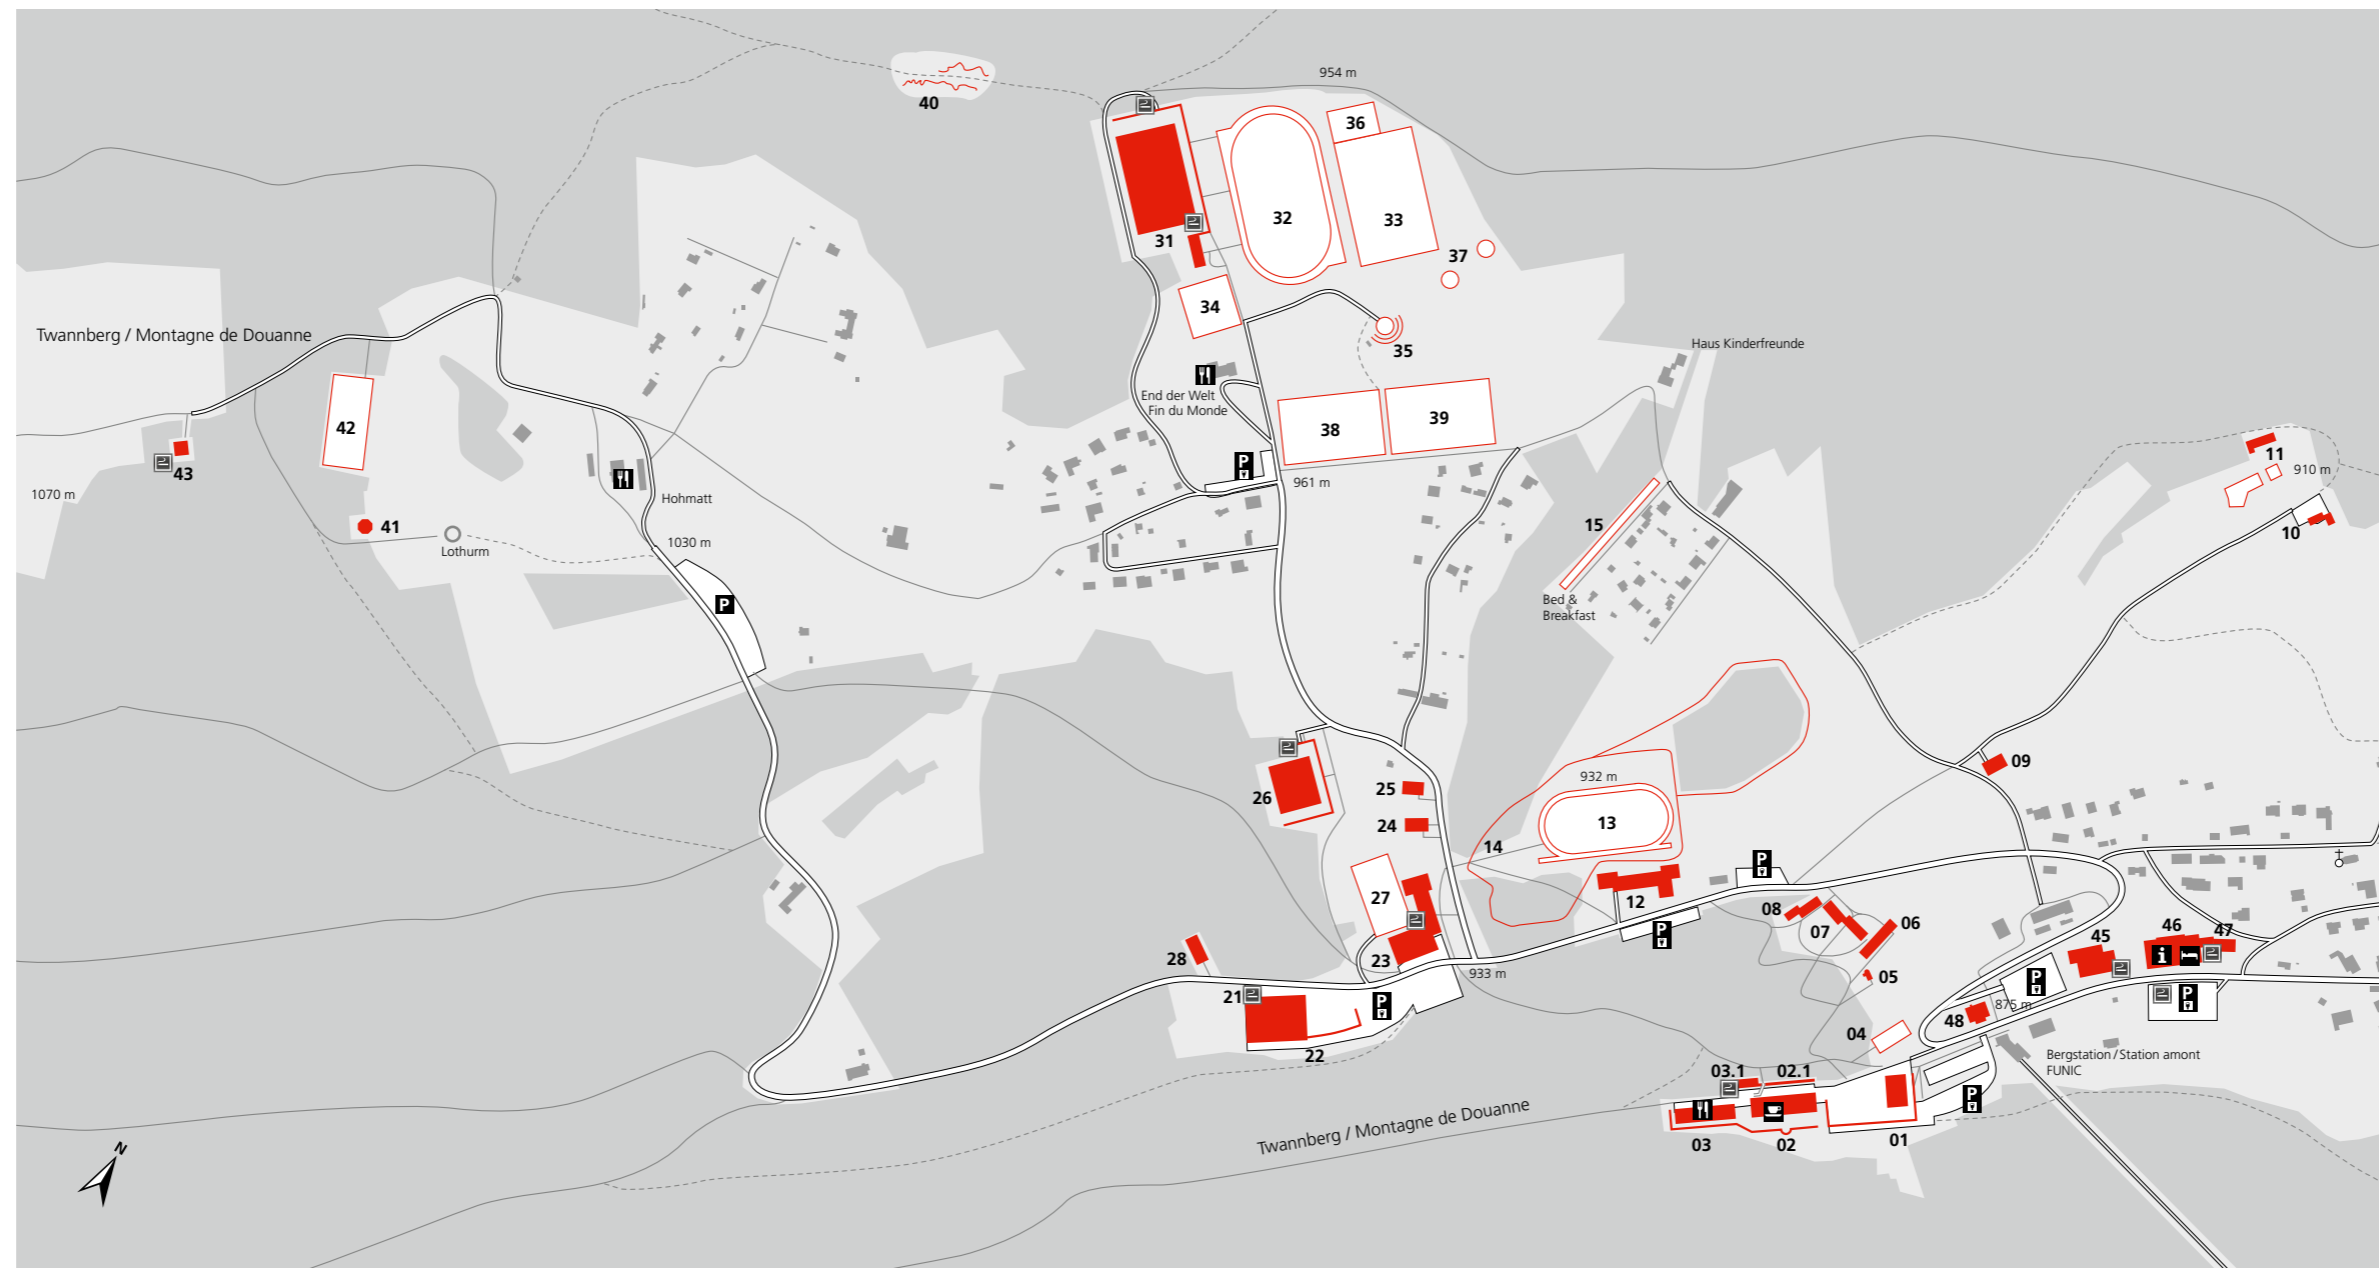 954 m
40
36
32
33
31
37
34
Twannberg / Montagne de Douanne
35
Haus Kinderfreunde
End der Welt
Fin du Monde
42
38
39
11
43
P
910 m
1070 m
961 m
Hohmatt
15
41
10
1030 m
Lothurm
P
Bed &
Breakfast
09
932 m
25
26
24
13
14
P
27
12
08
06
07
46
47
45
P
23
28
933 m
05
i
P
21
P
P
875 m
48
04
22
Bergstation / Station amont
FUNIC
03.1
02.1
P
Twannberg / Montagne de Douanne
03
02
01
N